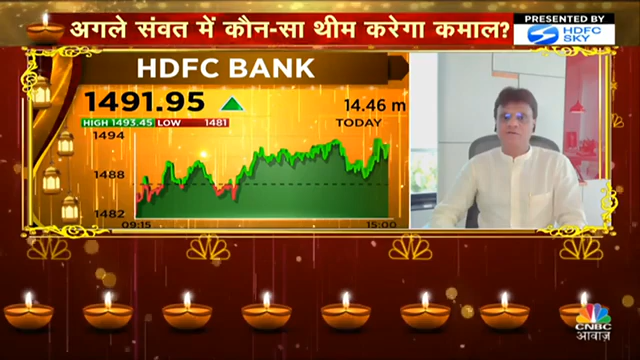 अगले संवत में कौन-सा थीम करेगा कमाल?
PRESENTED BY
HDFC
SKY
HDFC BANK
1491.95
14.46 m
HIGH 1493.45 LOW 1481
TODAY
1494
1488
1482
09:15
15:00
CNBC
आवाज़